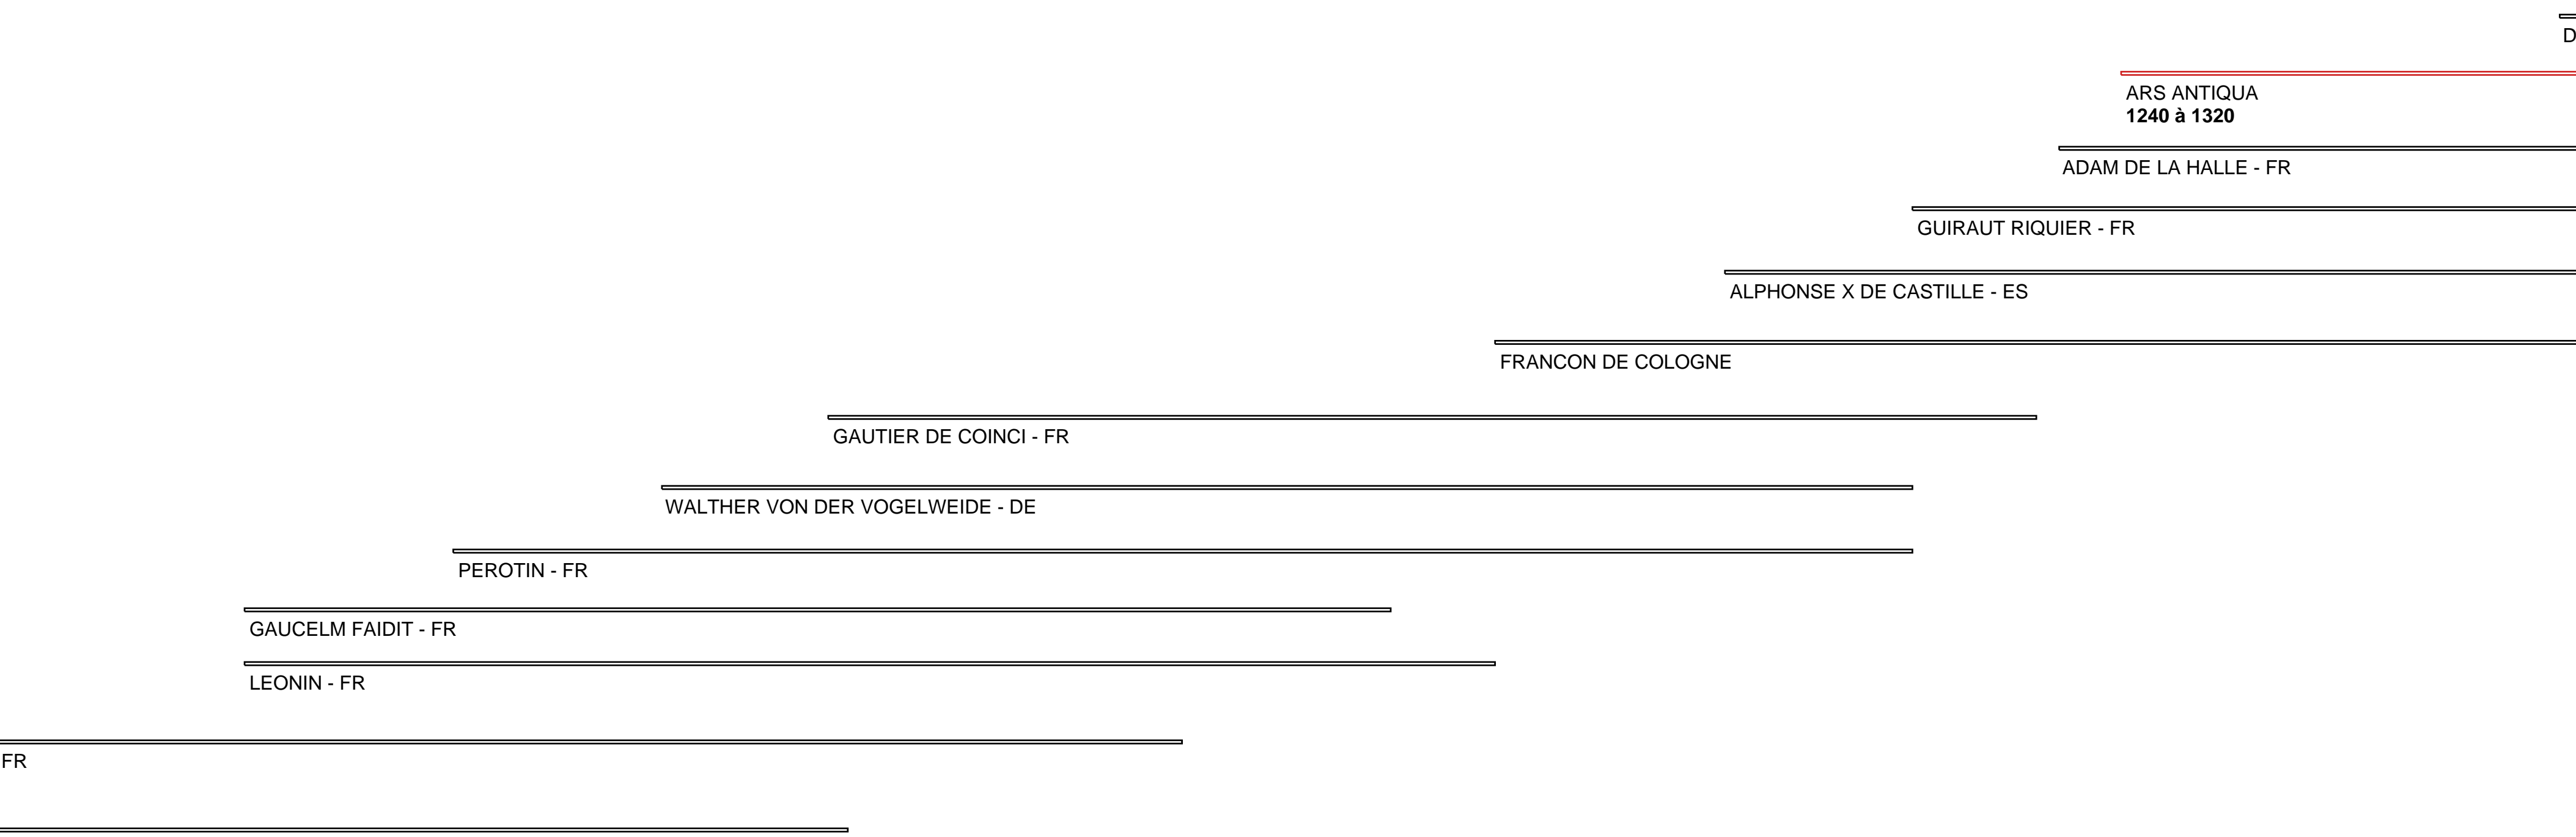 D
ARS ANTIQUA
1240 à 1320
ADAM DE LA HALLE - FR
GUIRAUT RIQUIER - FR
ALPHONSE X DE CASTILLE - ES
FRANCON DE COLOGNE
GAUTIER DE COINCI - FR
WALTHER VON DER VOGELWEIDE - DE
PEROTIN - FR
GAUCELM FAIDIT - FR
LEONIN - FR
FR